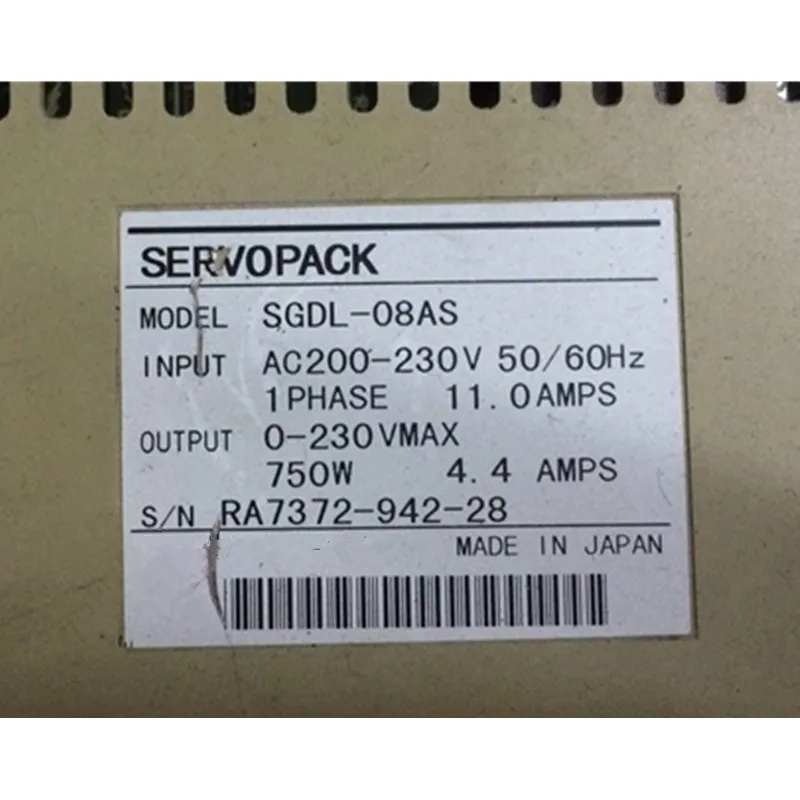 SERVOPACK
MODEL SGDL-08AS
INPUT AC200-230V 50/60Hz
1PHASE 11.0AMPS
OUTPUT 0-230VMAX
750W 4.4 AMPS
S/N RA7372-942-28
MADE IN JAPAN